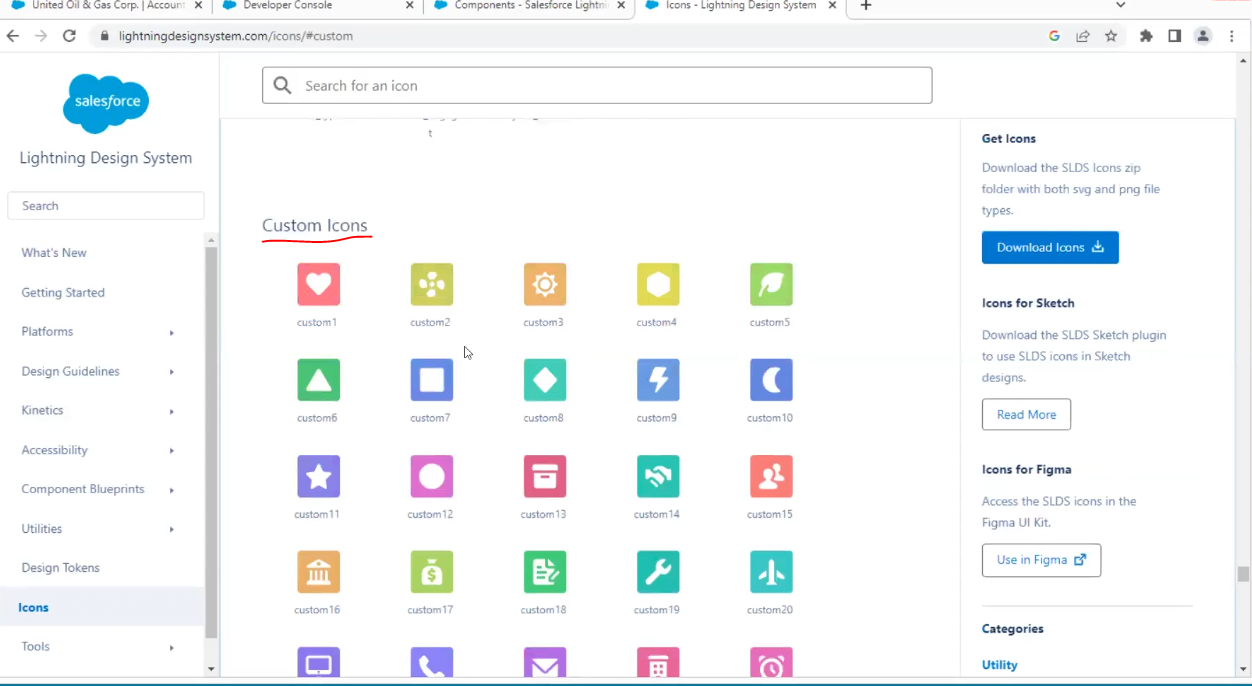 United Oil & Gas Corp. | Account
Developer Console
Components - Salesforce Lightni
Icons - Lightning Design System
lightningdesignsystem.com/icons/#custom
salesforce
Lightning Design System
Search
What's New
Getting Started
Platforms
Design Guidelines
Kinetics
Accessibility
Component Blueprints
Utilities
Design Tokens
Icons
Tools
Search for an icon
t
Custom Icons
custom1 custom2 custom3 custom4 custom5
custom6 custom7 custom8 custom9 custom10
custom11 custom12 custom13 custom14 custom15
custom16 custom17 custom18 custom19 custom20
Get Icons
Download the SLDS Icons zip
folder with both svg and png file
types.
Download Icons
Icons for Sketch
Download the SLDS Sketch plugin
to use SLDS icons in Sketch
designs.
Read More
Icons for Figma
Access the SLDS icons in the
Figma UI Kit.
Use in Figma
Categories
Utility